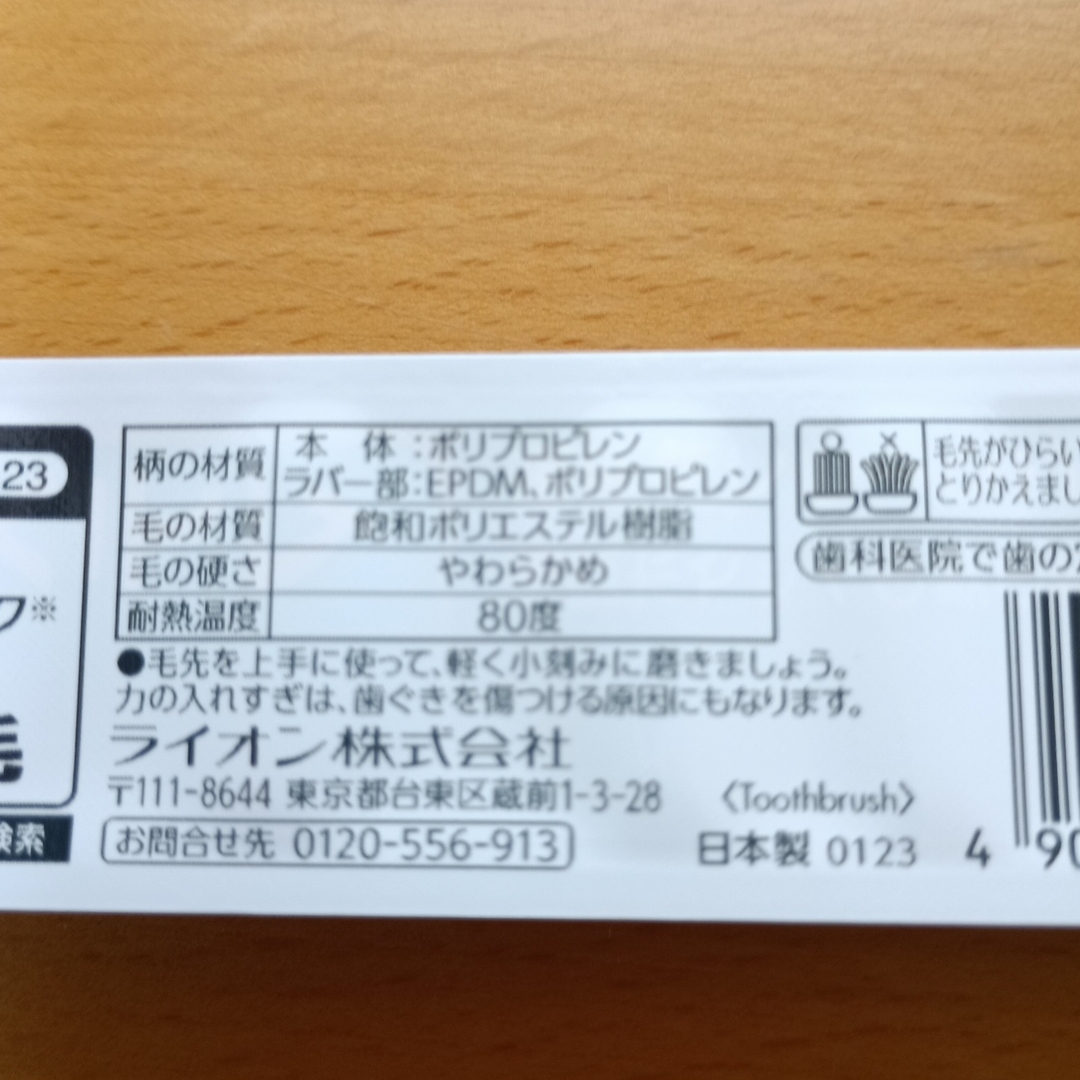 23
柄の材質
本 体:ポリプロピレン
ラバー部:EPDM、ポリプロピレン
毛の材質 飽和ポリエステル樹脂
毛の硬さ やわらかめ
耐熱温度 80度
●毛先を上手に使って、軽く小刻みに磨きましょう。
力の入れすぎは、歯ぐきを傷つける原因にもなります。
ライオン株式会社
〒111-8644 東京都台東区蔵前1-3-28 〈Toothbrush〉
お問合せ先 0120-556-913
日本製 0123
ク※
毛
検索
毛先がひらい
とりかえまし
歯科医院で歯の
4 90